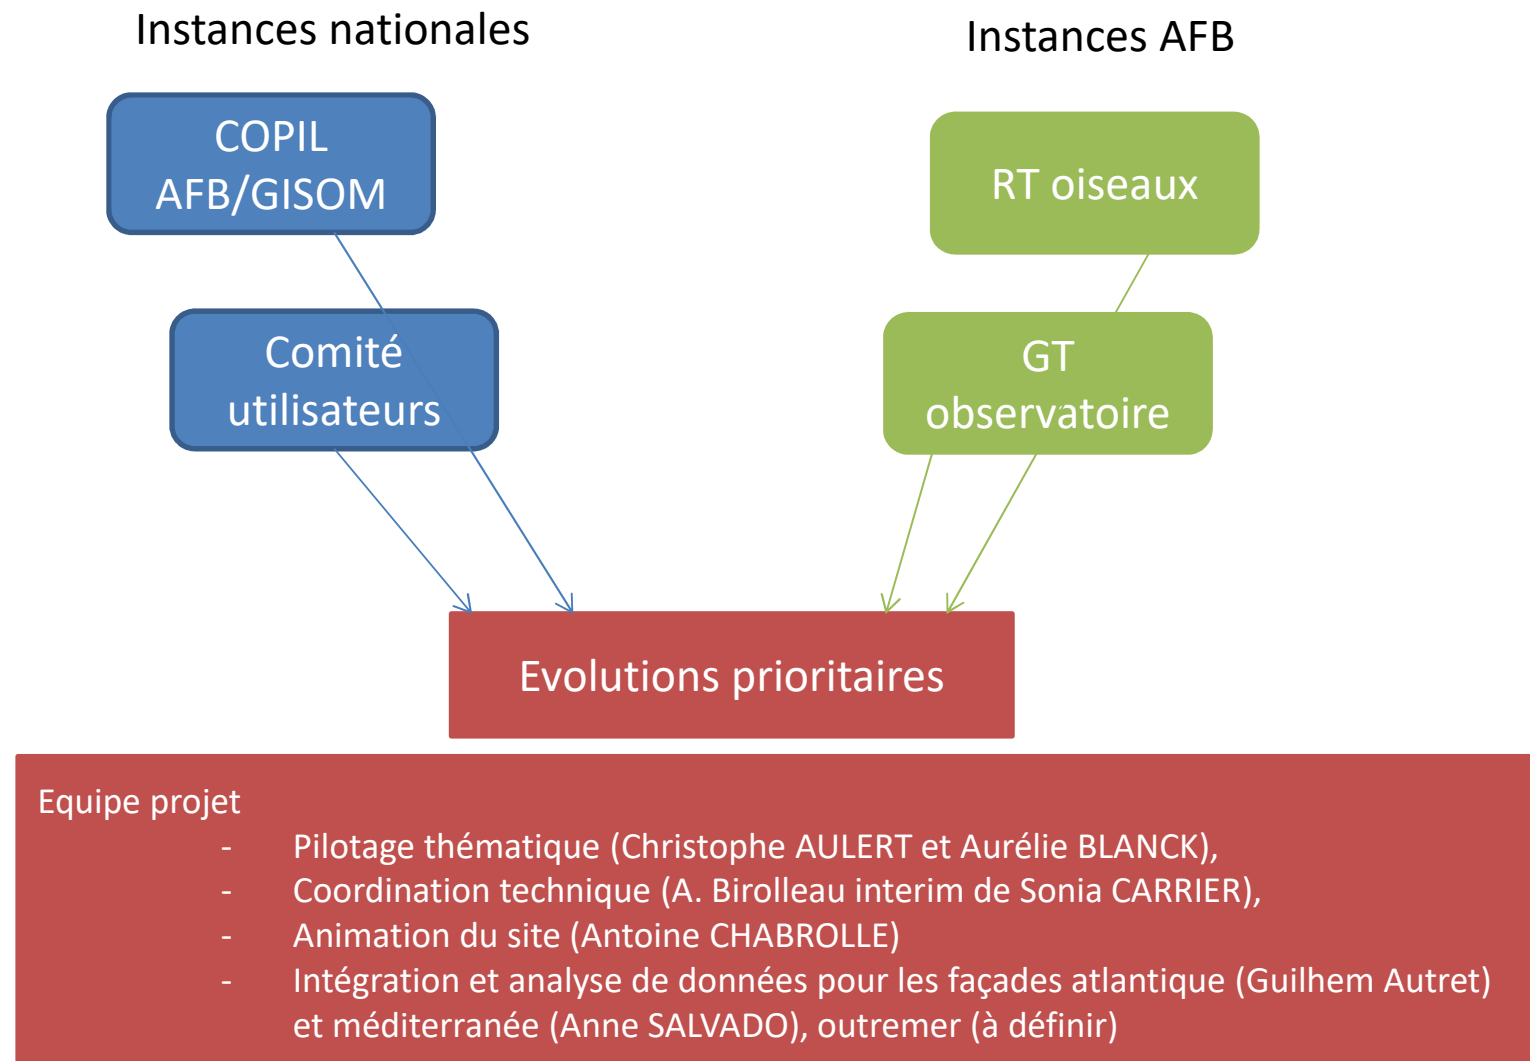 Instances nationales
Instances AFB
COPIL
AFB/GISOM
RT oiseaux
Comité
utilisateurs
GT
observatoire
Evolutions prioritaires
Equipe projet
- Pilotage thématique (Christophe AULERT et Aurélie BLANCK),
- Coordination technique (A. Birolleau interim de Sonia CARRIER),
- Animation du site (Antoine CHABROLLE)
- Intégration et analyse de données pour les façades atlantique (Guilhem Autret)
et méditerranée (Anne SALVADO), outremer (à définir)